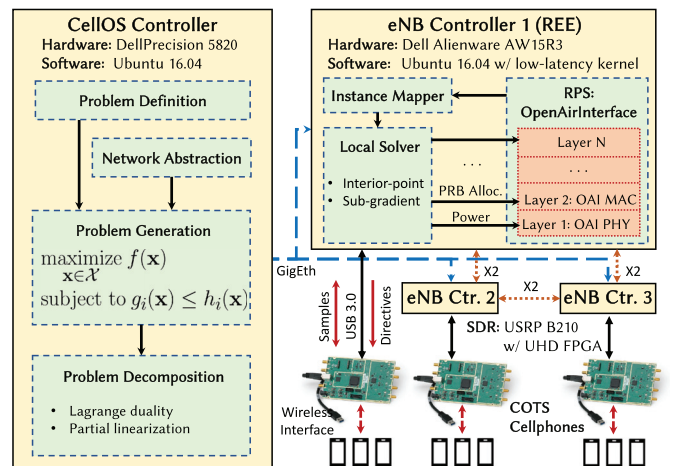 CellOS Controller
Hardware: DellPrecision 5820
Software: Ubuntu 16.04
Problem Definition
Network Abstraction
Problem Generation
maximize f(x)
x∈𝒳
subject to gᵢ(x) ≤ hᵢ(x)
Problem Decomposition
• Lagrange duality
• Partial linearization
eNB Controller 1 (REE)
Hardware: Dell Alienware AW15R3
Software: Ubuntu 16.04 w/ low-latency kernel
Instance Mapper
RPS:
OpenAirInterface
Local Solver
• Interior-point
• Sub-gradient
Layer N
. . .
. . .
PRB Alloc.
Layer 2: OAI MAC
Power
Layer 1: OAI PHY
GigEth
X2
X2
X2
Samples
USB 3.0
Directives
eNB Ctr. 2
eNB Ctr. 3
SDR: USRP B210
w/ UHD FPGA
Wireless
Interface
COTS
Cellphones